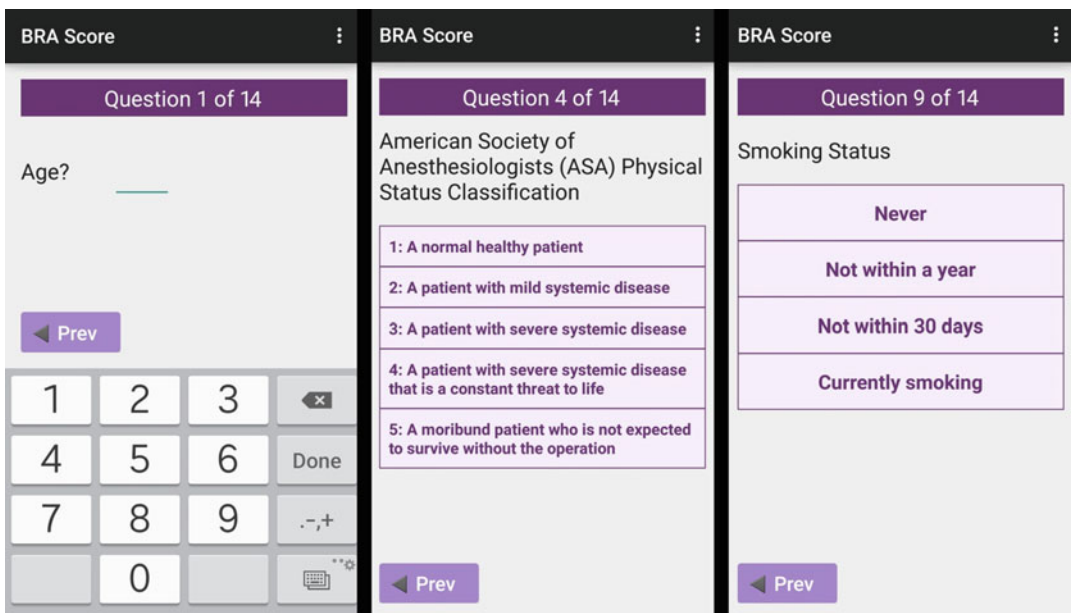 BRA Score
Question 1 of 14
Age?
Prev
1 2 3
4 5 6 Done
7 8 9 .-,+
0
BRA Score
Question 4 of 14
American Society of
Anesthesiologists (ASA) Physical
Status Classification
1: A normal healthy patient
2: A patient with mild systemic disease
3: A patient with severe systemic disease
4: A patient with severe systemic disease
that is a constant threat to life
5: A moribund patient who is not expected
to survive without the operation
Prev
BRA Score
Question 9 of 14
Smoking Status
Never
Not within a year
Not within 30 days
Currently smoking
Prev